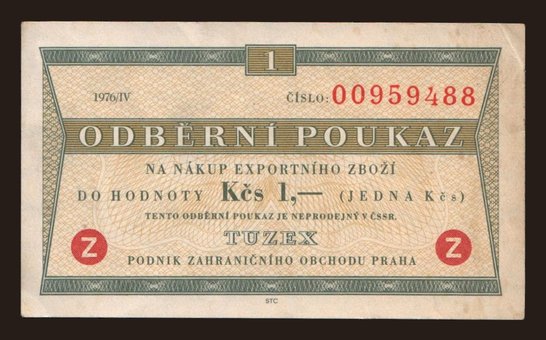 1
1976/IV ČÍSLO: 00959488
ODBĚRNÍ POUKAZ
NA NÁKUP EXPORTNÍHO ZBOŽÍ
DO HODNOTY Kčs 1,— (JEDNA Kčs)
TENTO ODBĚRNÍ POUKAZ JE NEPRODEJNÝ V ČSSR.
Z TUZEX Z
PODNIK ZAHRANIČNÍHO OBCHODU PRAHA
STC